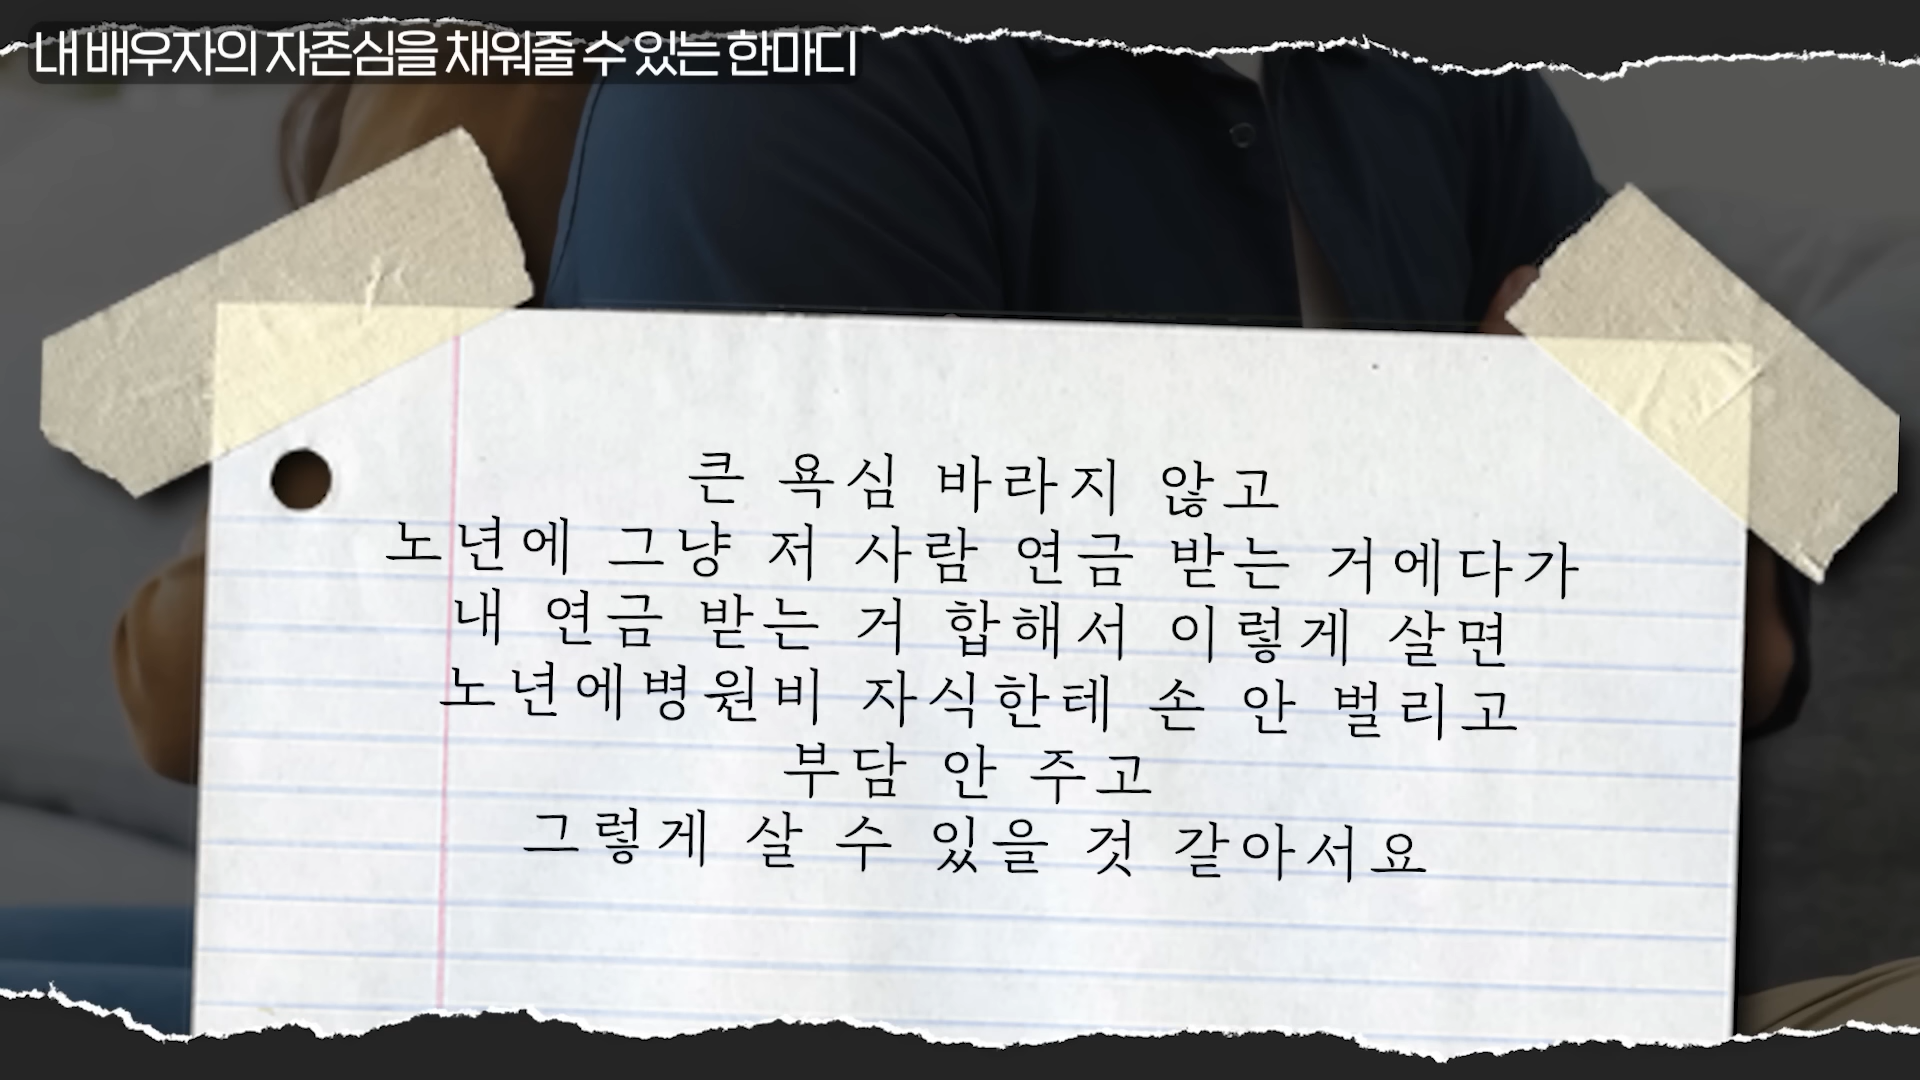 내 배우자의 자존심을 채워줄 수 있는 한마디
큰 욕심 바라지 않고
노년에 그냥 저 사람 연금 받는 거에다가
내 연금 받는 거 합해서 이렇게 살면
노년에병원비 자식한테 손 안 벌리고
부담 안 주고
그렇게 살 수 있을 것 같아서요